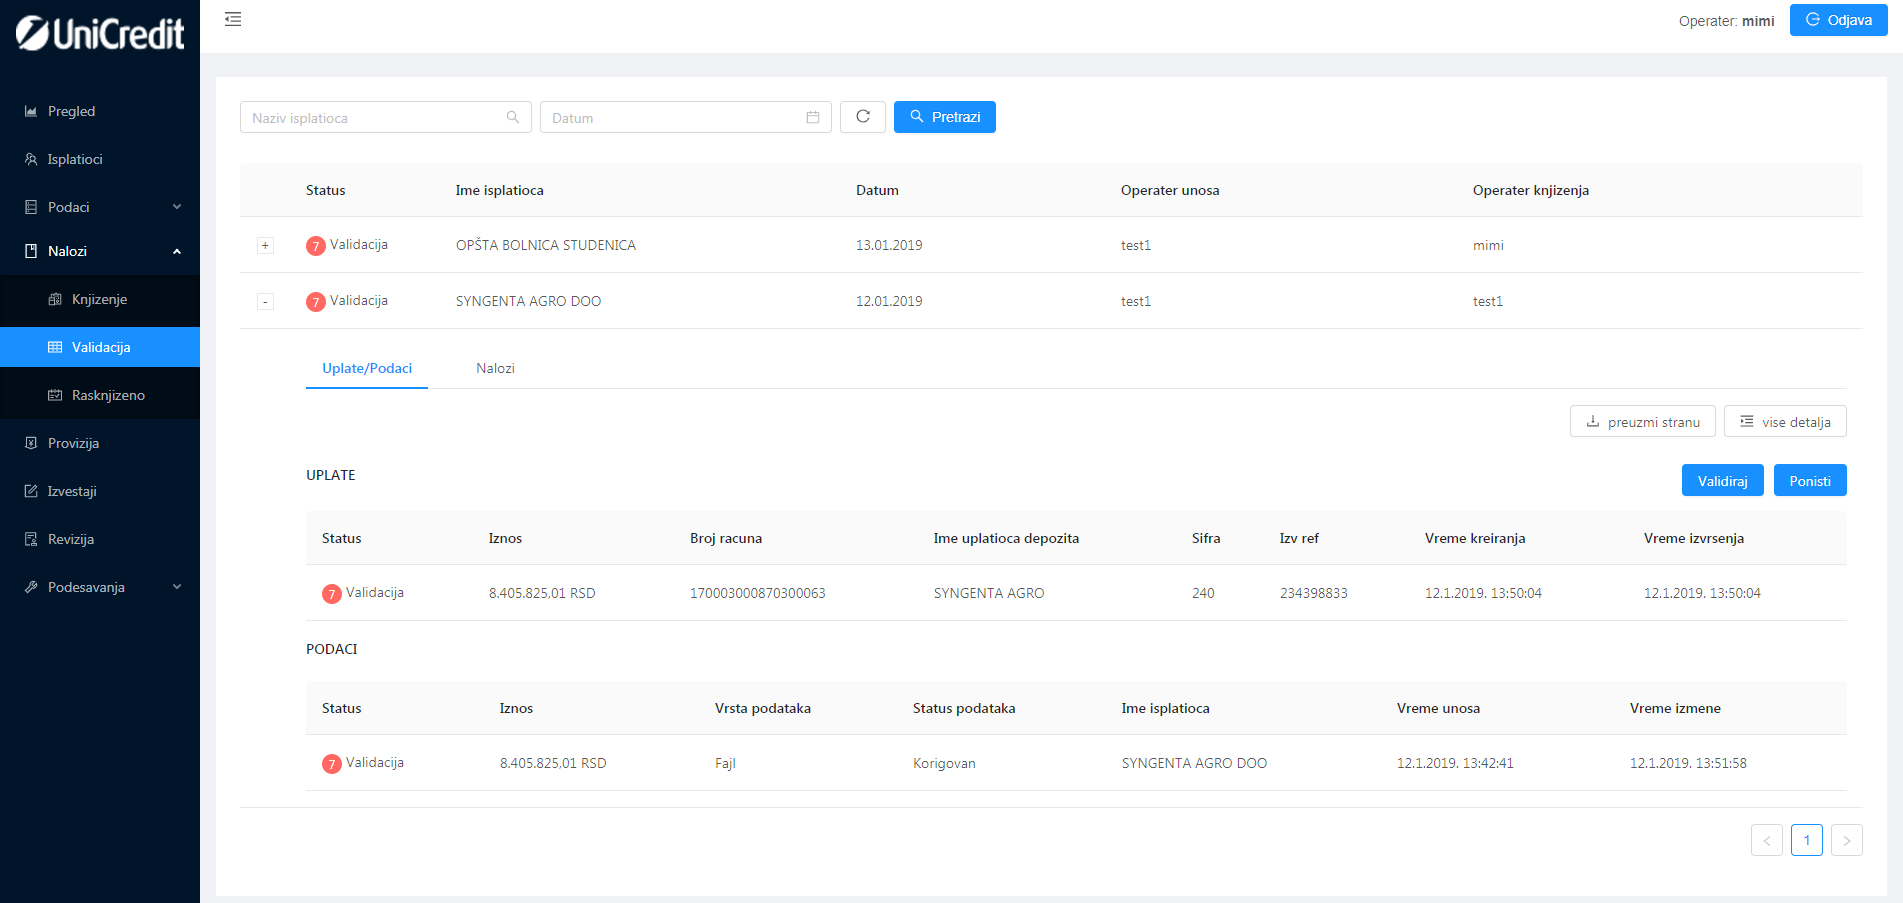 UniCredit
Operater: mimi
Odjava
Pregled
Isplatioci
Podaci
Nalozi
Knjizenje
Validacija
Rasknjizeno
Provizija
Izvestaji
Revizija
Podesavanja
Naziv isplatioca Datum Pretrazi
Status Ime isplatioca Datum Operater unosa Operater knjizenja
+ 7 Validacija OPŠTA BOLNICA STUDENICA 13.01.2019 test1 mimi
- 7 Validacija SYNGENTA AGRO DOO 12.01.2019 test1 test1
Uplate/Podaci Nalozi
preuzmi stranu vise detalja
UPLATE Validiraj Ponisti
Status Iznos Broj racuna Ime uplatioca depozita Sifra Izv ref Vreme kreiranja Vreme izvrsenja
7 Validacija 8.405.825,01 RSD 170003000870300063 SYNGENTA AGRO 240 234398833 12.1.2019. 13:50:04 12.1.2019. 13:50:04
PODACI
Status Iznos Vrsta podataka Status podataka Ime isplatioca Vreme unosa Vreme izmene
7 Validacija 8.405.825,01 RSD Fajl Korigovan SYNGENTA AGRO DOO 12.1.2019. 13:42:41 12.1.2019. 13:51:58
< 1 >